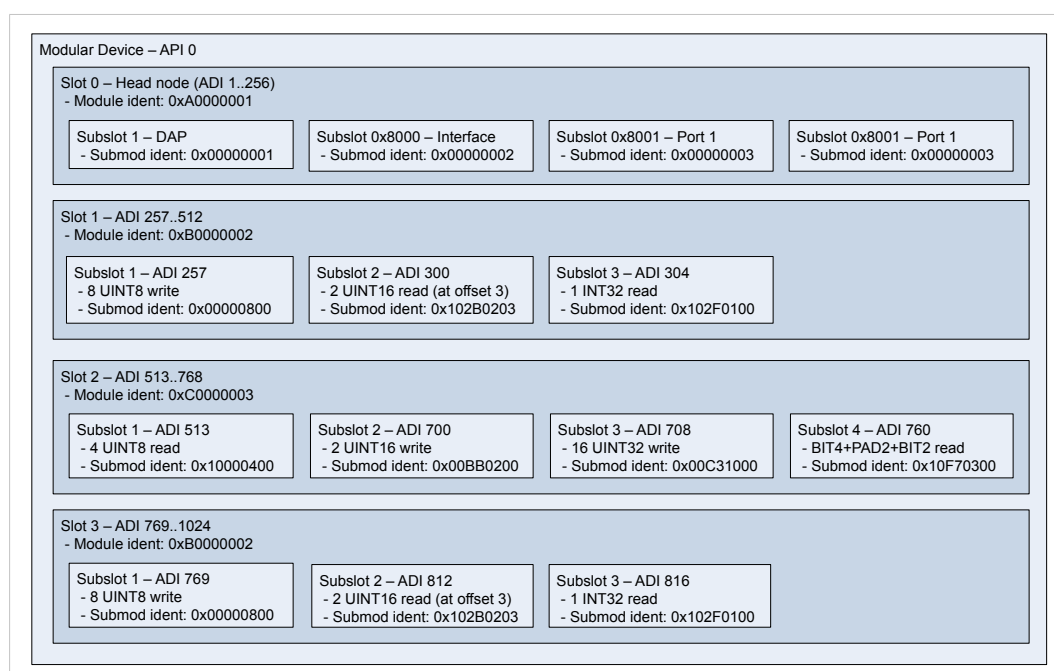 Modular Device – API 0
Slot 0 – Head node (ADI 1..256)
- Module ident: 0xA0000001
Subslot 1 – DAP
- Submod ident: 0x00000001
Subslot 0x8000 – Interface
- Submod ident: 0x00000002
Subslot 0x8001 – Port 1
- Submod ident: 0x00000003
Subslot 0x8001 – Port 1
- Submod ident: 0x00000003
Slot 1 – ADI 257..512
- Module ident: 0xB0000002
Subslot 1 – ADI 257
- 8 UINT8 write
- Submod ident: 0x00000800
Subslot 2 – ADI 300
- 2 UINT16 read (at offset 3)
- Submod ident: 0x102B0203
Subslot 3 – ADI 304
- 1 INT32 read
- Submod ident: 0x102F0100
Slot 2 – ADI 513..768
- Module ident: 0xC0000003
Subslot 1 – ADI 513
- 4 UINT8 read
- Submod ident: 0x10000400
Subslot 2 – ADI 700
- 2 UINT16 write
- Submod ident: 0x00BB0200
Subslot 3 – ADI 708
- 16 UINT32 write
- Submod ident: 0x00C31000
Subslot 4 – ADI 760
- BIT4+PAD2+BIT2 read
- Submod ident: 0x10F70300
Slot 3 – ADI 769..1024
- Module ident: 0xB0000002
Subslot 1 – ADI 769
- 8 UINT8 write
- Submod ident: 0x00000800
Subslot 2 – ADI 812
- 2 UINT16 read (at offset 3)
- Submod ident: 0x102B0203
Subslot 3 – ADI 816
- 1 INT32 read
- Submod ident: 0x102F0100